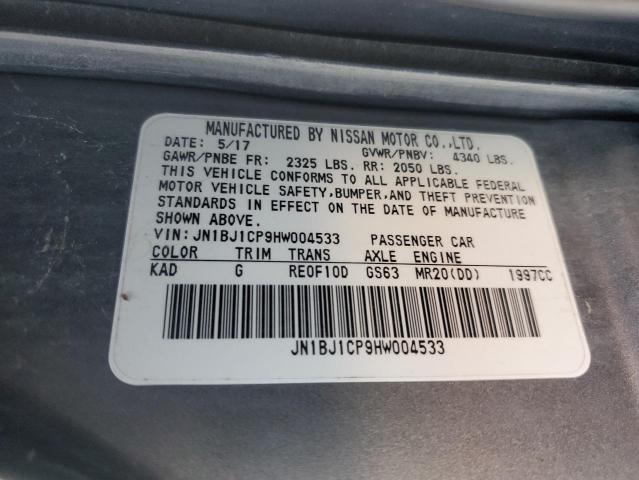 MANUFACTURED BY NISSAN MOTOR CO.,LTD.
DATE: 5/17 GVWR/PNBV: 4340 LBS.
GAWR/PNBE FR: 2325 LBS. RR: 2050 LBS.
THIS VEHICLE CONFORMS TO ALL APPLICABLE FEDERAL
MOTOR VEHICLE SAFETY,BUMPER,AND THEFT PREVENTION
STANDARDS IN EFFECT ON THE DATE OF MANUFACTURE
SHOWN ABOVE.
VIN: JN1BJ1CP9HW004533 PASSENGER CAR
COLOR TRIM TRANS AXLE ENGINE
KAD G RE0F10D GS63 MR20(DD) 1997CC
JN1BJ1CP9HW004533